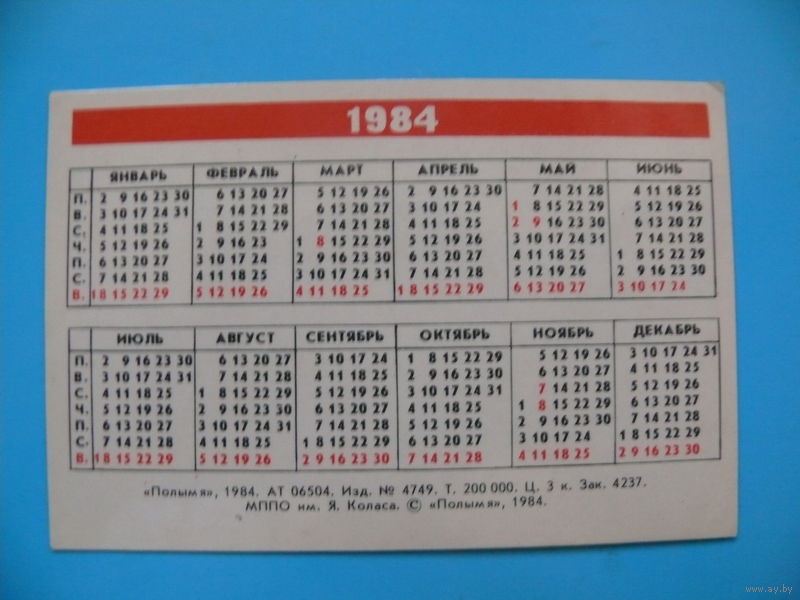 1984
ЯНВАРЬ ФЕВРАЛЬ МАРТ АПРЕЛЬ МАЙ ИЮНЬ
П. 2 9 16 23 30 6 13 20 27 5 12 19 26 2 9 16 23 30 7 14 21 28 4 11 18 25
В. 3 10 17 24 31 7 14 21 28 6 13 20 27 3 10 17 24 1 8 15 22 29 5 12 19 26
С. 4 11 18 25 1 8 15 22 29 7 14 21 28 4 11 18 25 2 9 16 23 30 6 13 20 27
Ч. 5 12 19 26 2 9 16 23 1 8 15 22 29 5 12 19 26 3 10 17 24 31 7 14 21 28
П. 6 13 20 27 3 10 17 24 2 9 16 23 30 6 13 20 27 4 11 18 25 1 8 15 22 29
С. 7 14 21 28 4 11 18 25 3 10 17 24 31 7 14 21 28 5 12 19 26 2 9 16 23 30
В. 1 8 15 22 29 5 12 19 26 4 11 18 25 1 8 15 22 29 6 13 20 27 3 10 17 24
ИЮЛЬ АВГУСТ СЕНТЯБРЬ ОКТЯБРЬ НОЯБРЬ ДЕКАБРЬ
П. 2 9 16 23 30 6 13 20 27 3 10 17 24 1 8 15 22 29 5 12 19 26 3 10 17 24 31
В. 3 10 17 24 31 7 14 21 28 4 11 18 25 2 9 16 23 30 6 13 20 27 4 11 18 25
С. 4 11 18 25 1 8 15 22 29 5 12 19 26 3 10 17 24 31 7 14 21 28 5 12 19 26
Ч. 5 12 19 26 2 9 16 23 30 6 13 20 27 4 11 18 25 1 8 15 22 29 6 13 20 27
П. 6 13 20 27 3 10 17 24 31 7 14 21 28 5 12 19 26 2 9 16 23 30 7 14 21 28
С. 7 14 21 28 4 11 18 25 1 8 15 22 29 6 13 20 27 3 10 17 24 1 8 15 22 29
В. 1 8 15 22 29 5 12 19 26 2 9 16 23 30 7 14 21 28 4 11 18 25 2 9 16 23 30
«Полымя», 1984. АТ 06504. Изд. № 4749. Т. 200 000. Ц. 3 к. Зак. 4237.
МППО им. Я. Коласа. © «Полымя», 1984.
www.ay.by